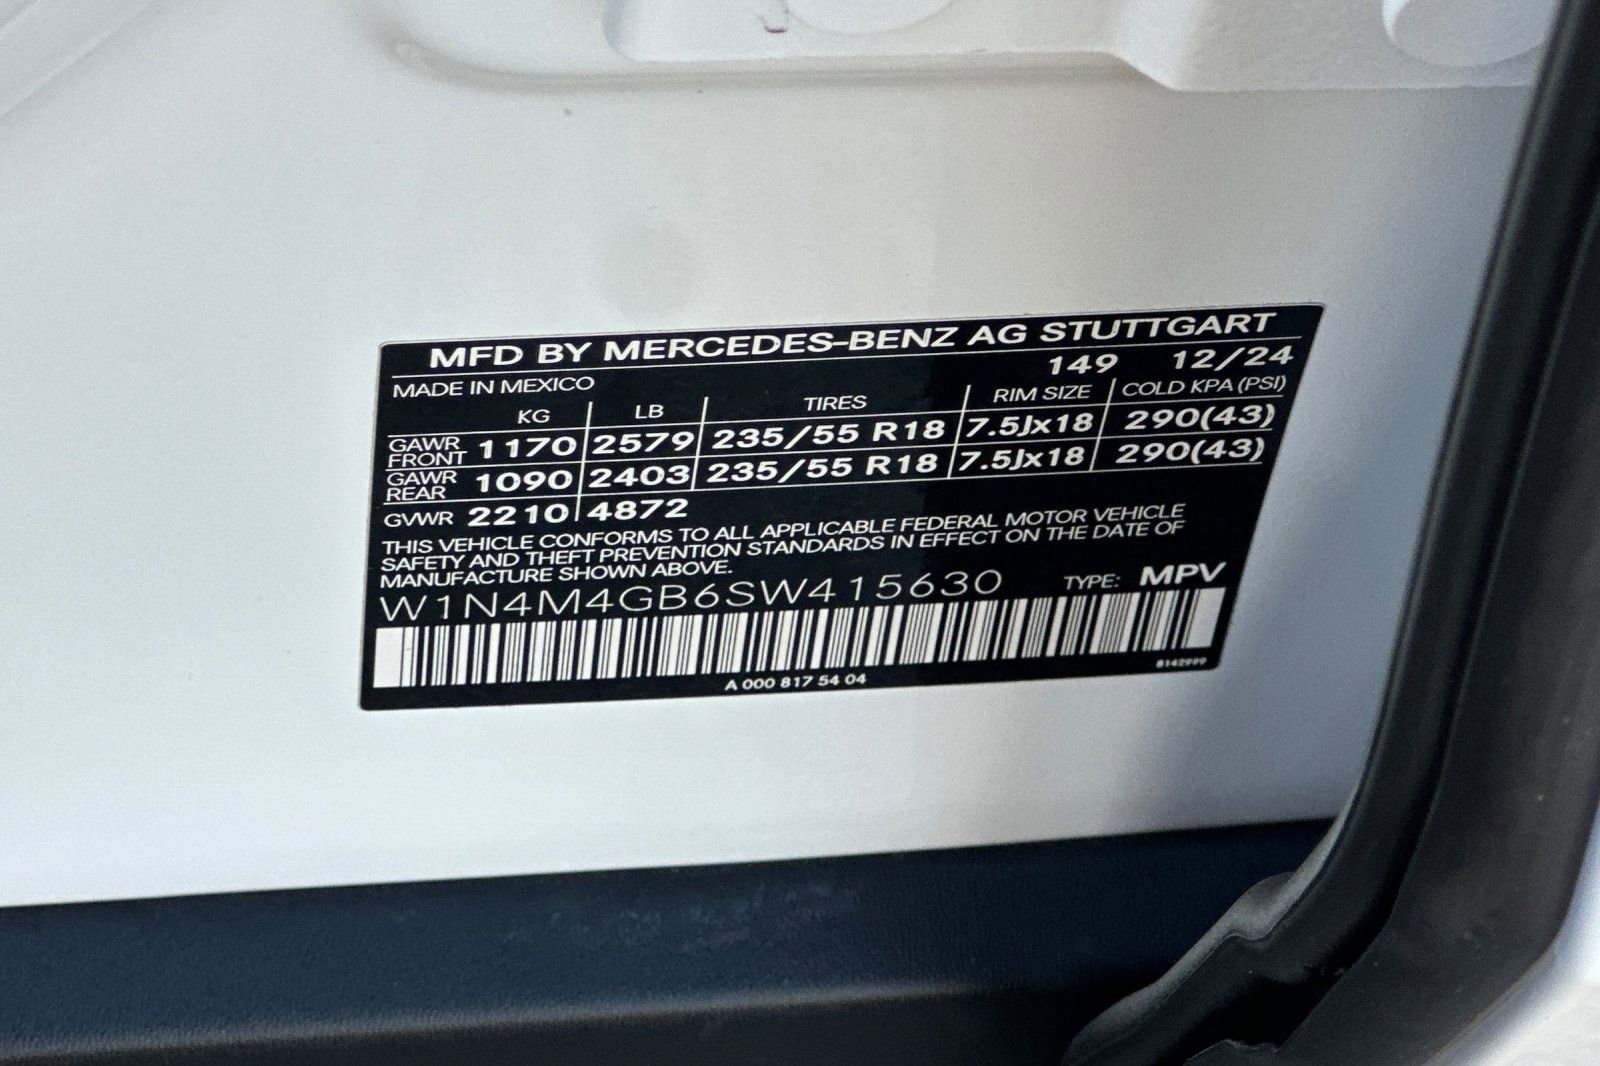 MFD BY MERCEDES-BENZ AG STUTTGART
149 12/24
MADE IN MEXICO
KG LB TIRES RIM SIZE COLD KPA (PSI)
GAWR FRONT 1170 2579 235/55 R18 7.5Jx18 290(43)
GAWR REAR 1090 2403 235/55 R18 7.5Jx18 290(43)
GVWR 2210 4872
THIS VEHICLE CONFORMS TO ALL APPLICABLE FEDERAL MOTOR VEHICLE
SAFETY AND THEFT PREVENTION STANDARDS IN EFFECT ON THE DATE OF
MANUFACTURE SHOWN ABOVE.
W1N4M4GB6SW415630 TYPE: MPV
A 000 817 54 04
8142999